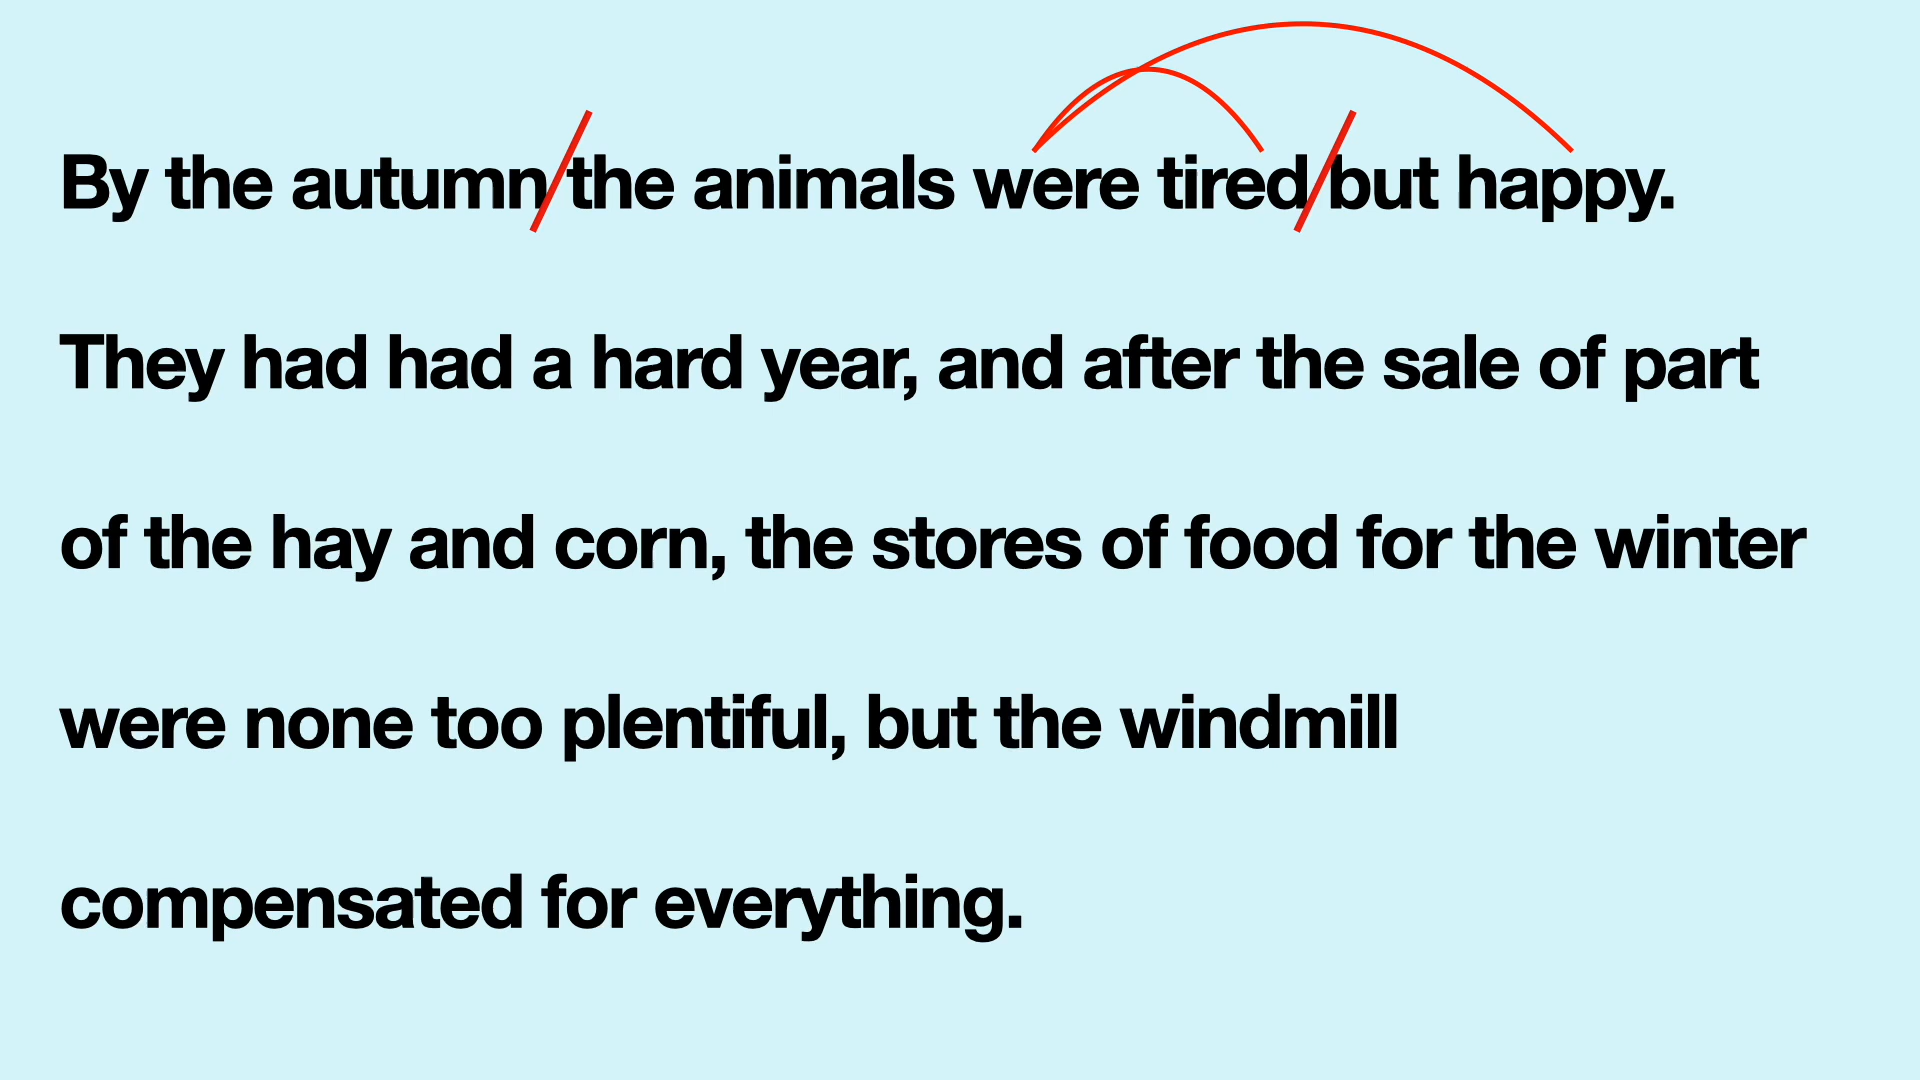 By the autumn the animals were tired but happy.
They had had a hard year, and after the sale of part
of the hay and corn, the stores of food for the winter
were none too plentiful, but the windmill
compensated for everything.